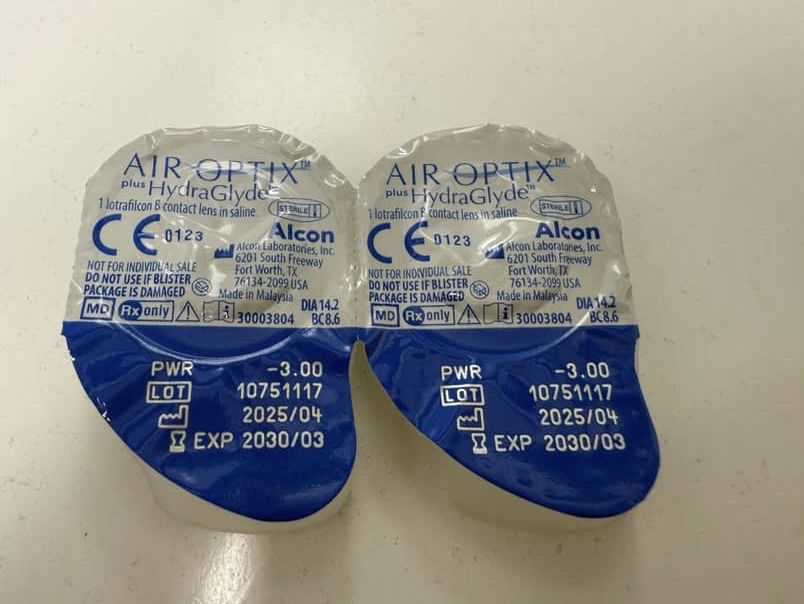 AIR OPTIX™
plus HydraGlyde™
1 lotrafilcon B contact lens in saline
STERILE
CE 0123
Alcon
Alcon Laboratories, Inc.
6201 South Freeway
Fort Worth, TX
76134-2099 USA
NOT FOR INDIVIDUAL SALE
DO NOT USE IF BLISTER
PACKAGE IS DAMAGED
Made in Malaysia
DIA 14.2
BC 8.6
MD Rx only 30003804
PWR -3.00
LOT 10751117
2025/04
EXP 2030/03
AIR OPTIX™
plus HydraGlyde™
1 lotrafilcon B contact lens in saline
STERILE
CE 0123
Alcon
Alcon Laboratories, Inc.
6201 South Freeway
Fort Worth, TX
76134-2099 USA
NOT FOR INDIVIDUAL SALE
DO NOT USE IF BLISTER
PACKAGE IS DAMAGED
Made in Malaysia
DIA 14.2
BC 8.6
MD Rx only 30003804
PWR -3.00
LOT 10751117
2025/04
EXP 2030/03